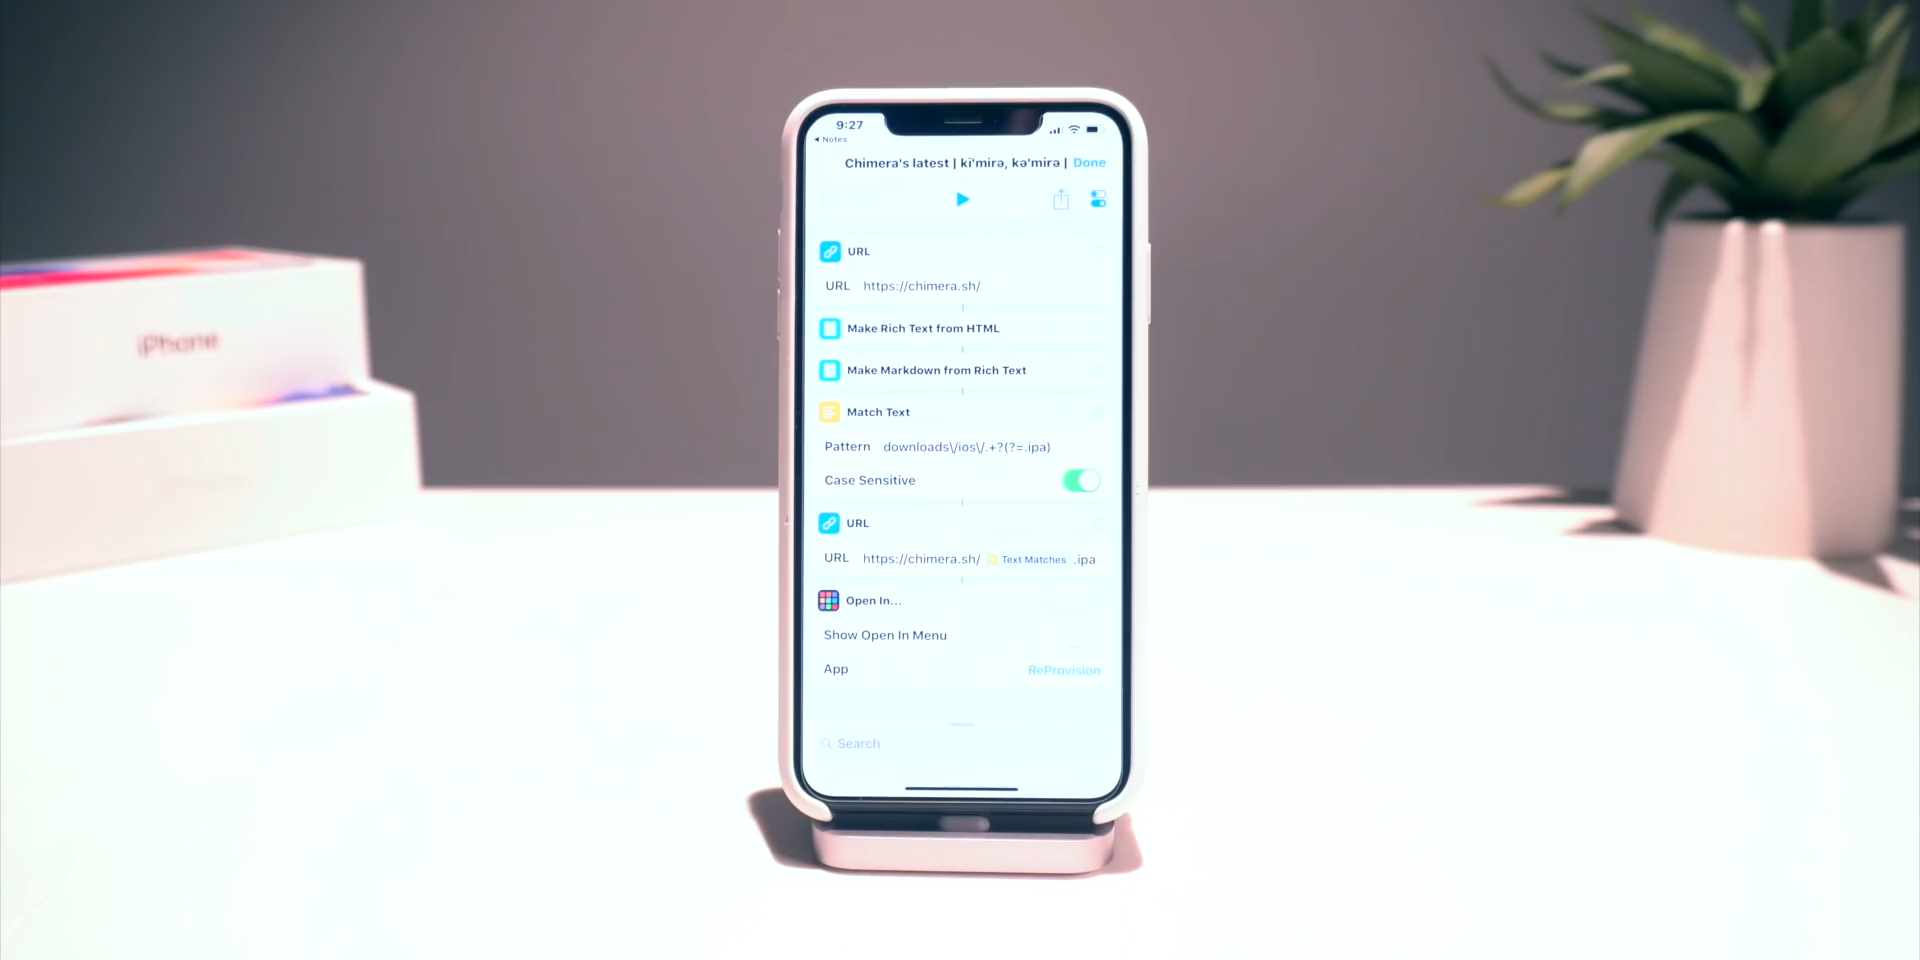 9:27
Notes
Chimera's latest | kī'mirə, kə'mirə | Done
URL
URL https://chimera.sh/
Make Rich Text from HTML
Make Markdown from Rich Text
Match Text
Pattern downloads\/ios\/.+?(?=.ipa)
Case Sensitive
URL
URL https://chimera.sh/ Text Matches .ipa
Open In...
Show Open In Menu
App ReProvision
Search
iPhone